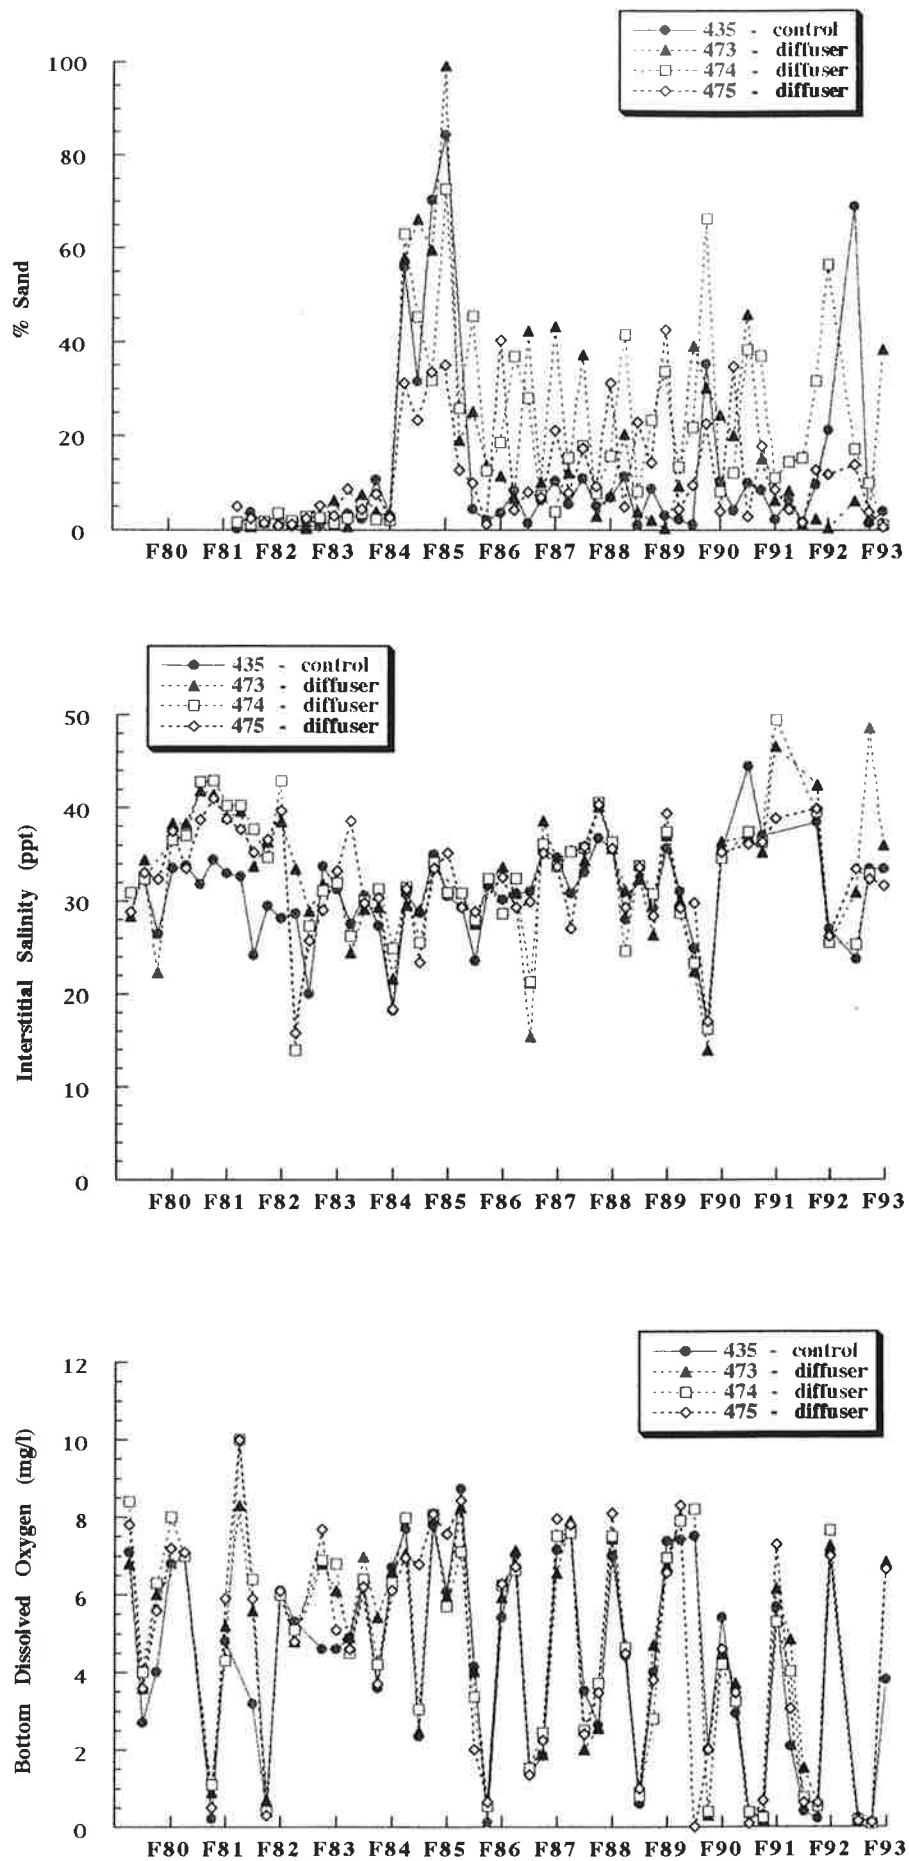 435 - control
473 - diffuser
474 - diffuser
475 - diffuser
% Sand
100
80
60
40
20
0
F80 F81 F82 F83 F84 F85 F86 F87 F88 F89 F90 F91 F92 F93
435 - control
473 - diffuser
474 - diffuser
475 - diffuser
Interstitial Salinity (ppt)
50
40
30
20
10
0
F80 F81 F82 F83 F84 F85 F86 F87 F88 F89 F90 F91 F92 F93
435 - control
473 - diffuser
474 - diffuser
475 - diffuser
Bottom Dissolved Oxygen (mg/l)
12
10
8
6
4
2
0
F80 F81 F82 F83 F84 F85 F86 F87 F88 F89 F90 F91 F92 F93